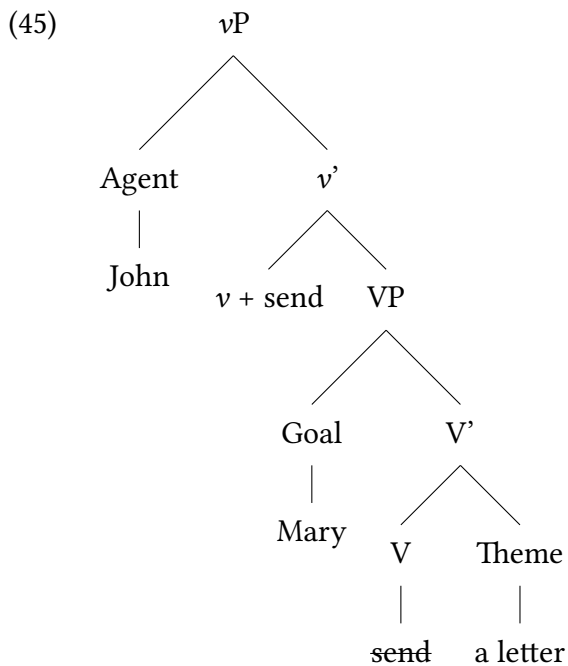 (45) vP
Agent v’
John v + send VP
Goal V’
Mary V Theme
send a letter